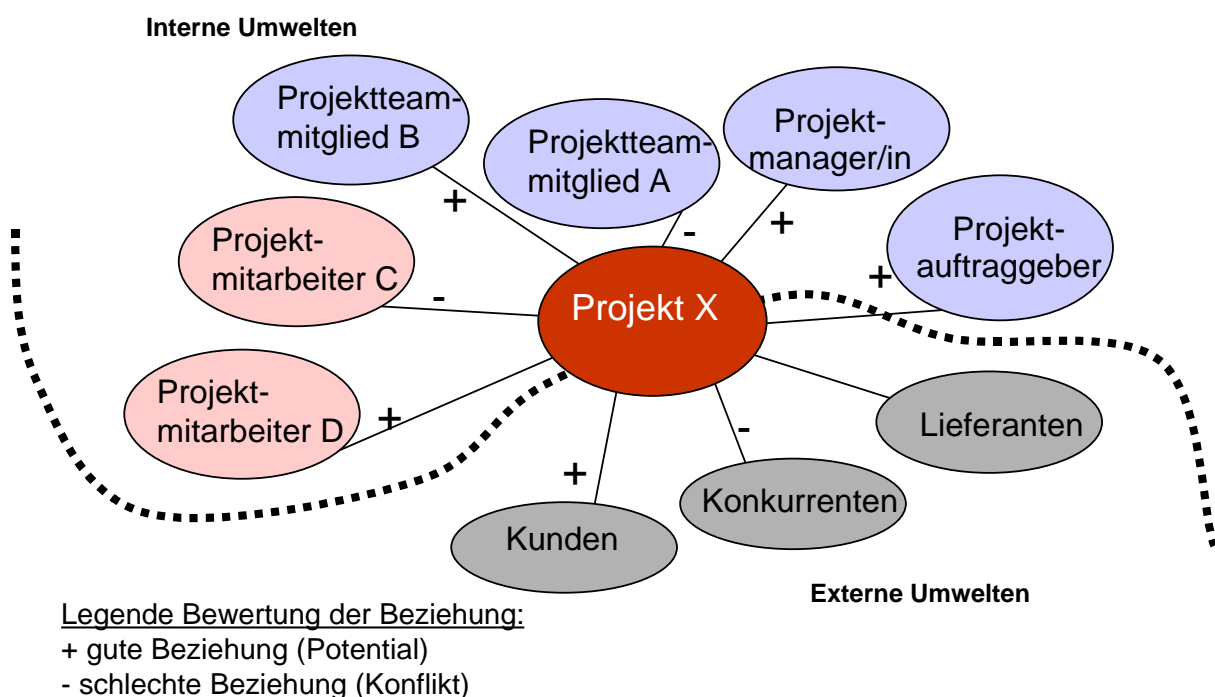 Interne Umwelten
Projektteam-
mitglied B
Projektteam-
mitglied A
Projekt-
manager/in
Projekt-
auftraggeber
Projekt-
mitarbeiter C
Projekt-
mitarbeiter D
Projekt X
+
-
+
+
-
+
+
-
Lieferanten
Konkurrenten
Kunden
Externe Umwelten
Legende Bewertung der Beziehung:
+ gute Beziehung (Potential)
- schlechte Beziehung (Konflikt)